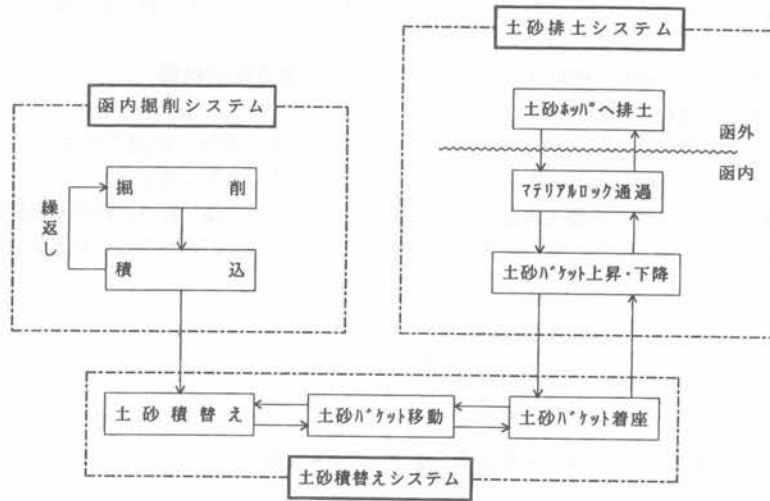 土砂排土システム
函内掘削システム
土砂ﾎｯﾊﾟへ排土
函外
函内
掘削
マテリアルロック通過
繰返し
積込
土砂ﾊﾞｹｯﾄ上昇・下降
土砂積替え
土砂ﾊﾞｹｯﾄ移動
土砂ﾊﾞｹｯﾄ着座
土砂積替えシステム